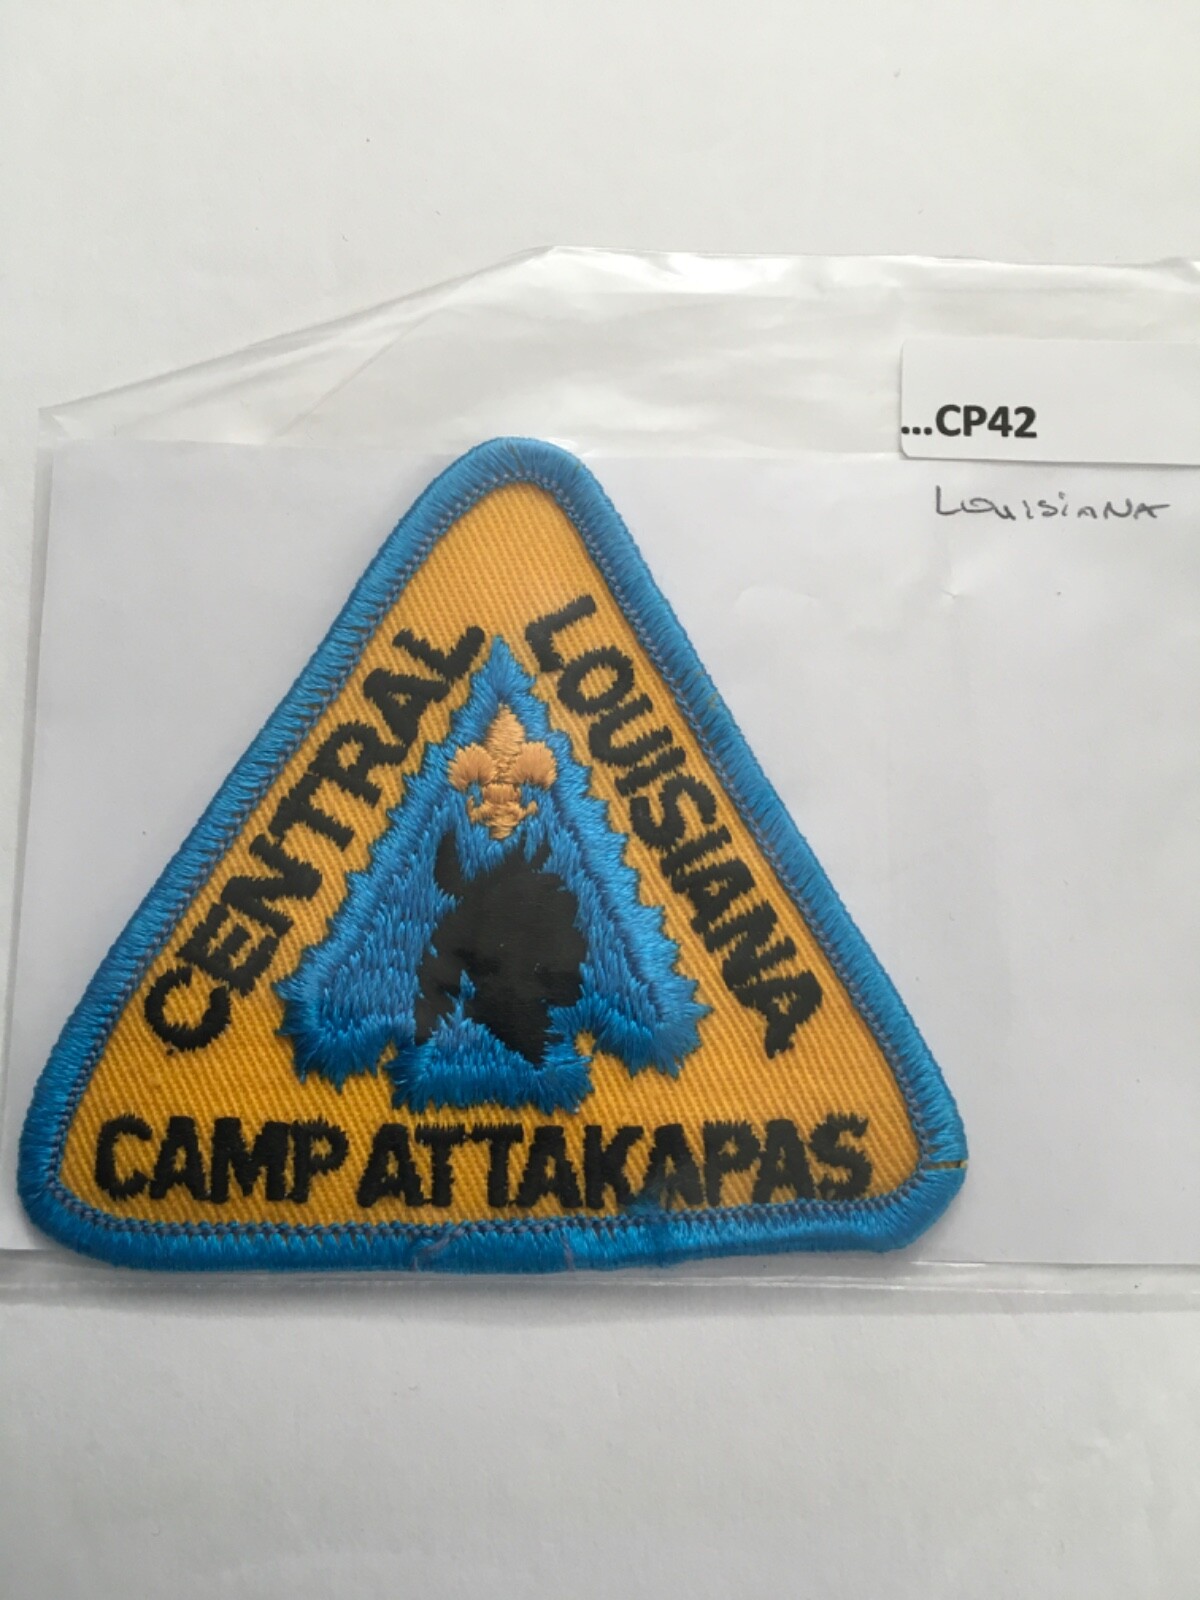 ...CP42
LOUISIANA
CENTRAL
LOUISIANA
CAMP ATTAKAPAS